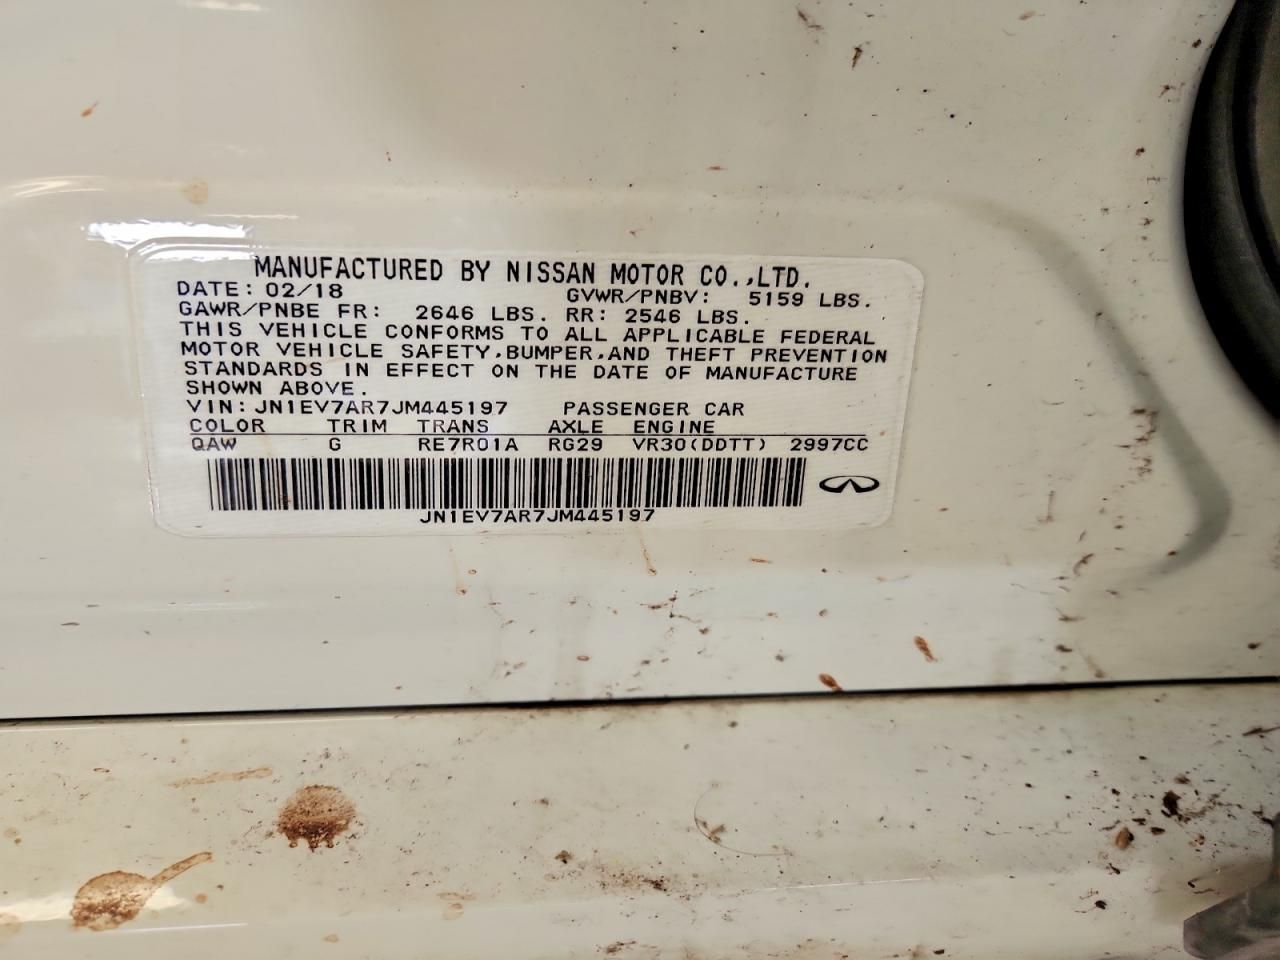 MANUFACTURED BY NISSAN MOTOR CO.,LTD.
DATE: 02/18 GVWR/PNBV: 5159 LBS.
GAWR/PNBE FR: 2646 LBS. RR: 2546 LBS.
THIS VEHICLE CONFORMS TO ALL APPLICABLE FEDERAL
MOTOR VEHICLE SAFETY,BUMPER,AND THEFT PREVENTION
STANDARDS IN EFFECT ON THE DATE OF MANUFACTURE
SHOWN ABOVE.
VIN: JN1EV7AR7JM445197 PASSENGER CAR
COLOR TRIM TRANS AXLE ENGINE
QAW G RE7R01A RG29 VR30(DDTT) 2997CC
JN1EV7AR7JM445197